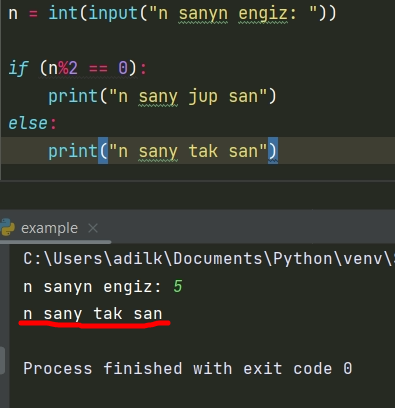 n = int(input("n sanyn engiz: "))
if (n%2 == 0):
print("n sany jup san")
else:
print("n sany tak san")
example
C:\Users\adilk\Documents\Python\venv\
n sanyn engiz: 5
n sany tak san
Process finished with exit code 0